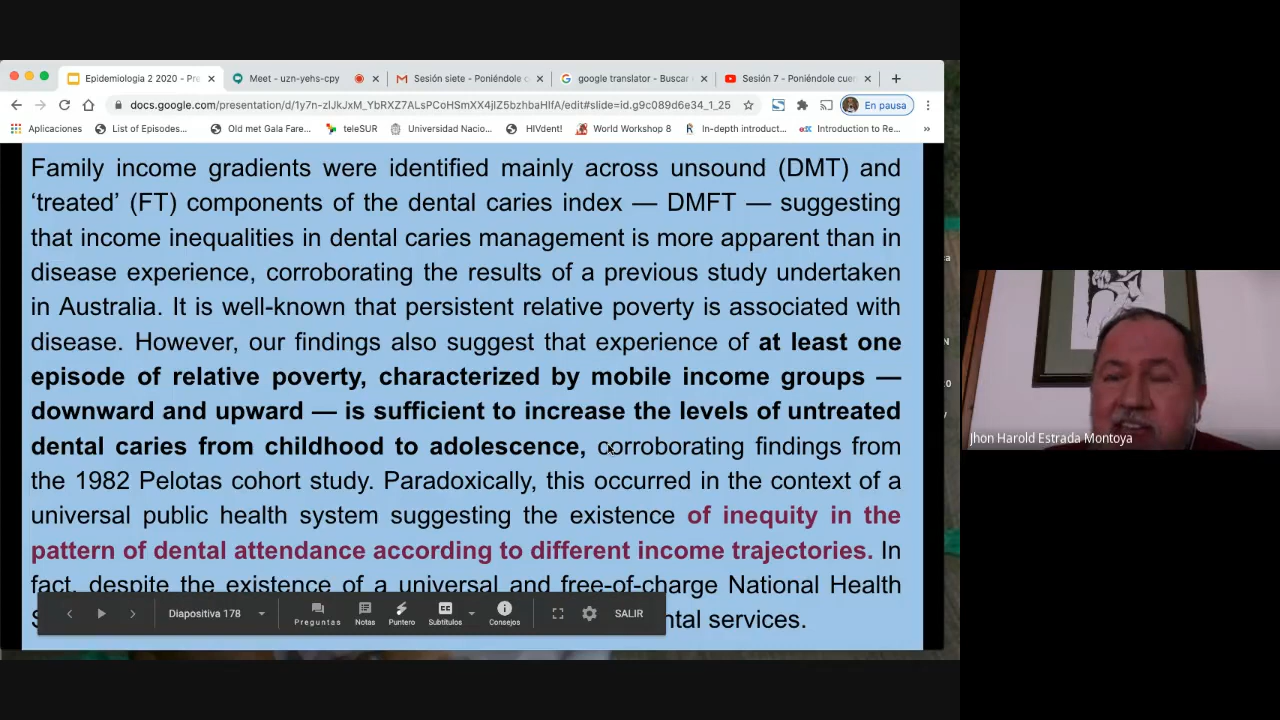 Epidemiología 2 2020 - Pre
Meet - uzn-yehs-cpy
Sesión siete - Poniéndole c
google translator - Buscar
Sesión 7 - Poniéndole cuer
docs.google.com/presentation/d/1y7n-zlJkJxM_YbRXZ7ALsPCoHSmXX4jIZ5bzhbaHIfA/edit#slide=id.g9c089d6e34_1_25
En pausa
Aplicaciones
List of Episodes...
Old met Gala Fare...
teleSUR
Universidad Nacio...
HIVdent!
World Workshop 8
In-depth introduct...
Introduction to Re...
Family income gradients were identified mainly across unsound (DMT) and
‘treated’ (FT) components of the dental caries index — DMFT — suggesting
that income inequalities in dental caries management is more apparent than in
disease experience, corroborating the results of a previous study undertaken
in Australia. It is well-known that persistent relative poverty is associated with
disease. However, our findings also suggest that experience of at least one
episode of relative poverty, characterized by mobile income groups —
downward and upward — is sufficient to increase the levels of untreated
dental caries from childhood to adolescence, corroborating findings from
the 1982 Pelotas cohort study. Paradoxically, this occurred in the context of a
universal public health system suggesting the existence of inequity in the
pattern of dental attendance according to different income trajectories. In
fact, despite the existence of a universal and free-of-charge National Health
ntal services.
Diapositiva 178
Preguntas
Notas
Puntero
Subtítulos
Consejos
SALIR
Jhon Harold Estrada Montoya